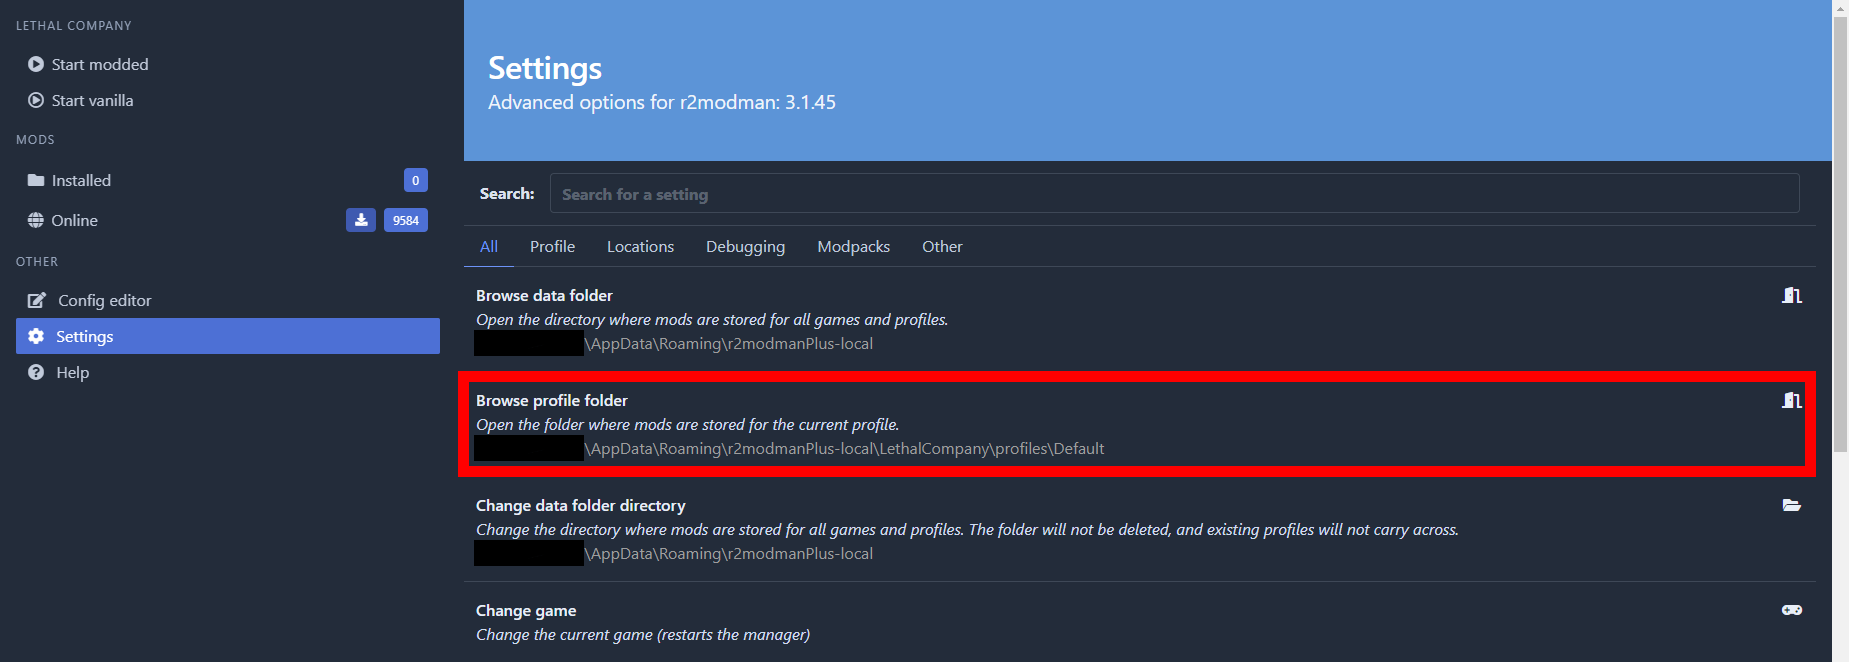 LETHAL COMPANY
Start modded
Start vanilla
MODS
Installed 0
Online 9584
OTHER
Config editor
Settings
Help
Settings
Advanced options for r2modman: 3.1.45
Search: Search for a setting
All Profile Locations Debugging Modpacks Other
Browse data folder
Open the directory where mods are stored for all games and profiles.
\AppData\Roaming\r2modmanPlus-local
Browse profile folder
Open the folder where mods are stored for the current profile.
\AppData\Roaming\r2modmanPlus-local\LethalCompany\profiles\Default
Change data folder directory
Change the directory where mods are stored for all games and profiles. The folder will not be deleted, and existing profiles will not carry across.
\AppData\Roaming\r2modmanPlus-local
Change game
Change the current game (restarts the manager)